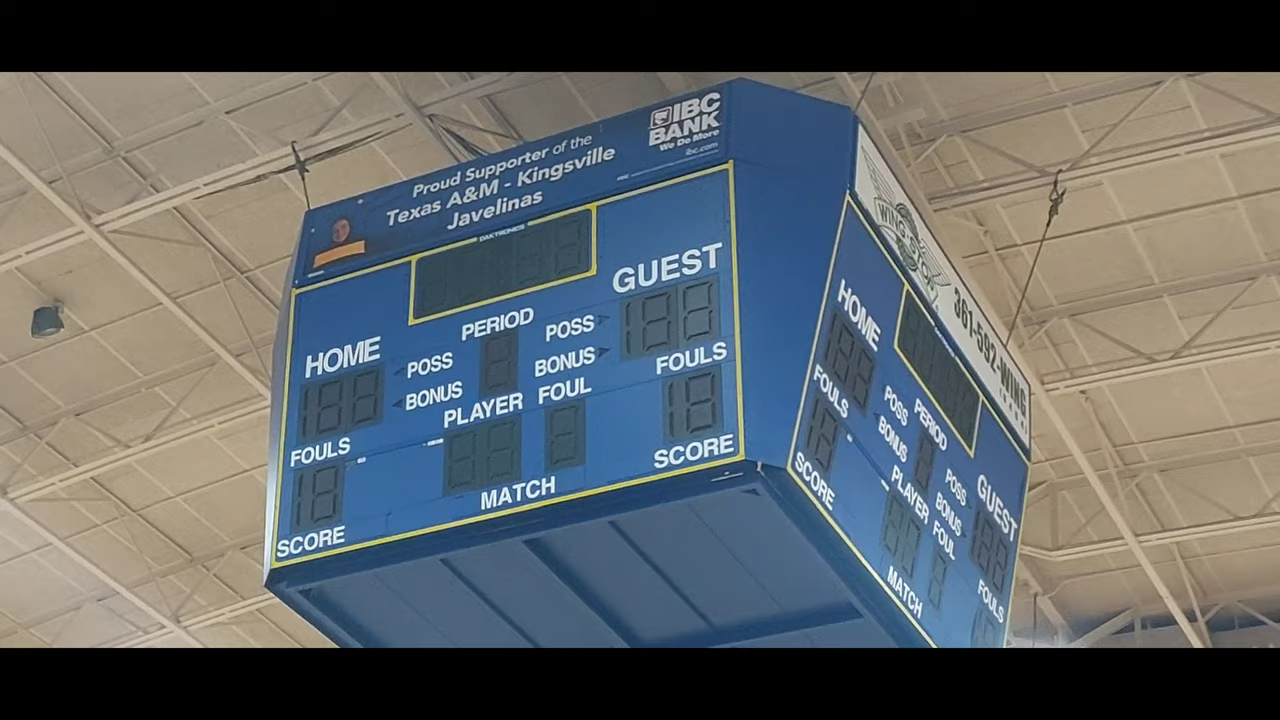 Proud Supporter of the
Texas A&M - Kingsville
Javelinas
IBC
BANK
We Do More
ibc.com
DAKTRONICS
HOME
POSS
BONUS
PERIOD
POSS
BONUS
GUEST
FOULS
PLAYER FOUL
FOULS
SCORE
MATCH
SCORE
WING·STOP
361-592-WING
HOME
FOULS
SCORE
POSS
BONUS
PERIOD
PLAYER FOUL
MATCH
POSS
BONUS
GUEST
FOULS